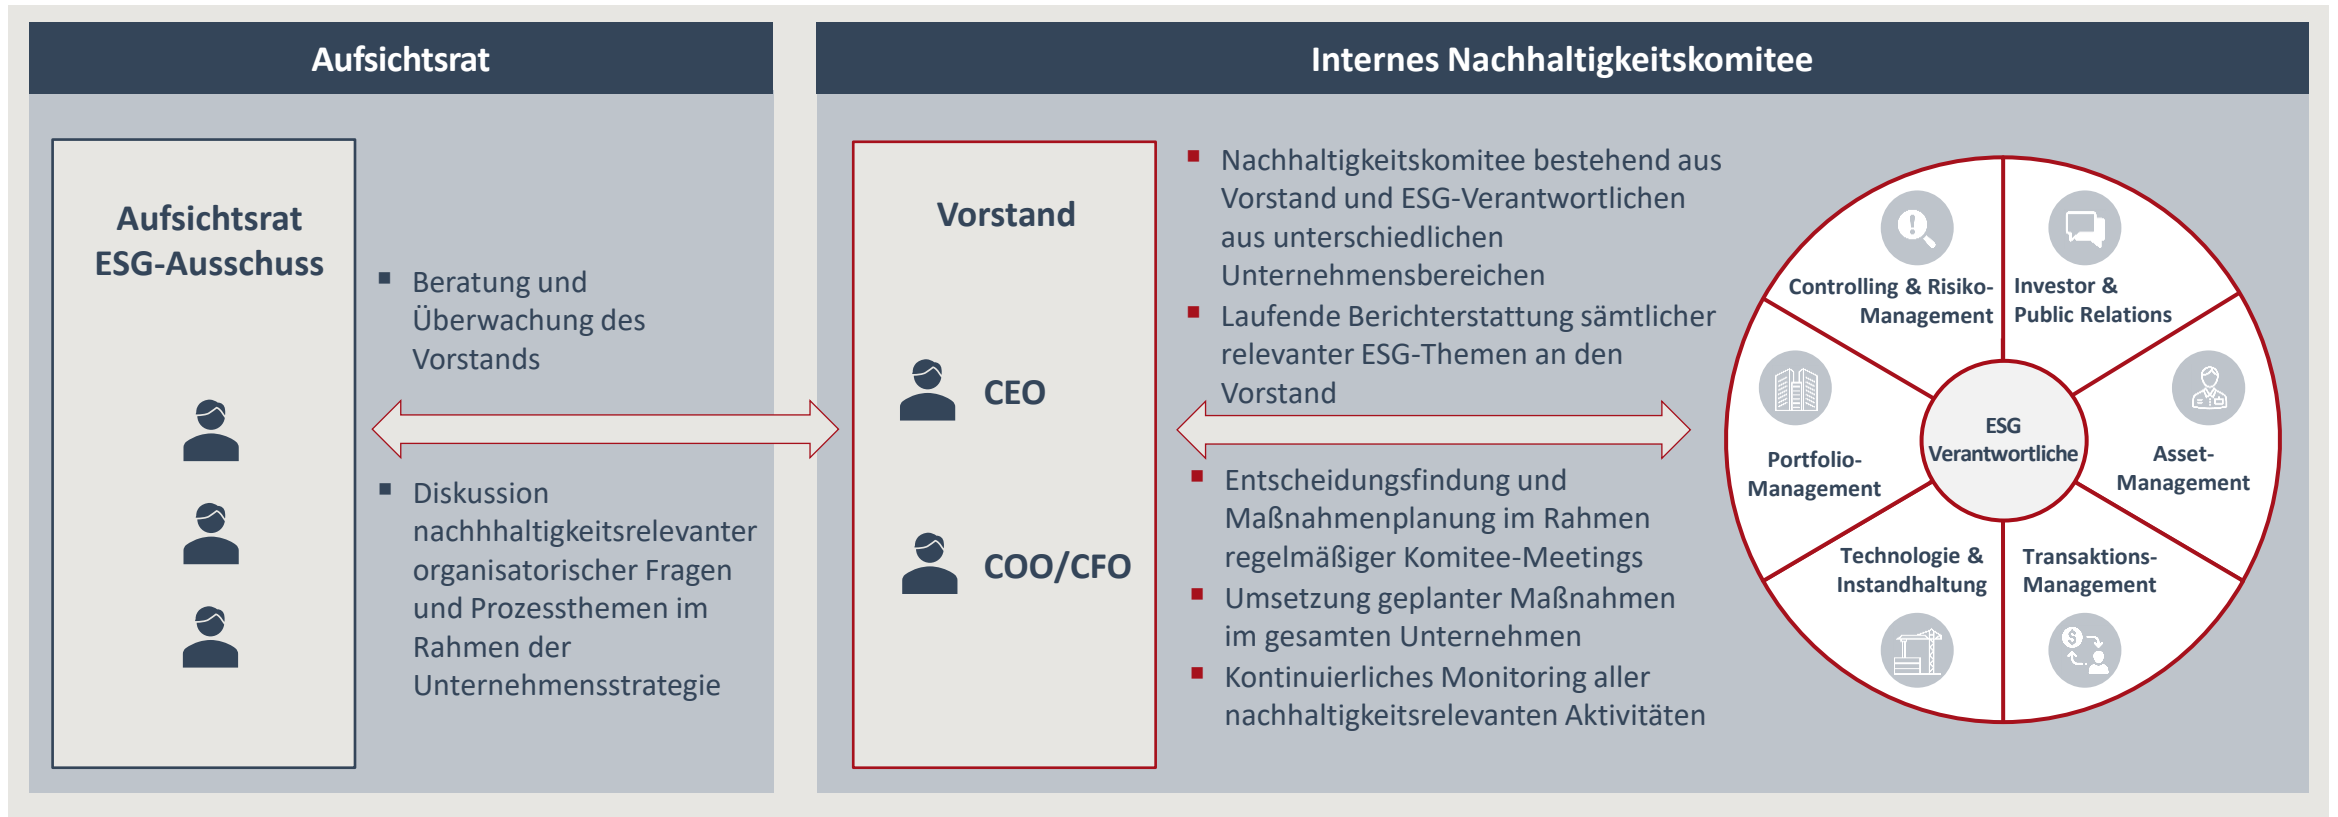 Aufsichtsrat
Aufsichtsrat
ESG-Ausschuss
▪ Beratung und
Überwachung des
Vorstands
▪ Diskussion
nachhhaltigkeitsrelevanter
organisatorischer Fragen
und Prozessthemen im
Rahmen der
Unternehmensstrategie
Internes Nachhaltigkeitskomitee
Vorstand
CEO
COO/CFO
▪ Nachhaltigkeitskomitee bestehend aus
Vorstand und ESG-Verantwortlichen
aus unterschiedlichen
Unternehmensbereichen
▪ Laufende Berichterstattung sämtlicher
relevanter ESG-Themen an den
Vorstand
▪ Entscheidungsfindung und
Maßnahmenplanung im Rahmen
regelmäßiger Komitee-Meetings
▪ Umsetzung geplanter Maßnahmen
im gesamten Unternehmen
▪ Kontinuierliches Monitoring aller
nachhaltigkeitsrelevanten Aktivitäten
Controlling & Risiko-
Management
Investor &
Public Relations
Portfolio-
Management
ESG
Verantwortliche
Asset-
Management
Technologie &
Instandhaltung
Transaktions-
Management